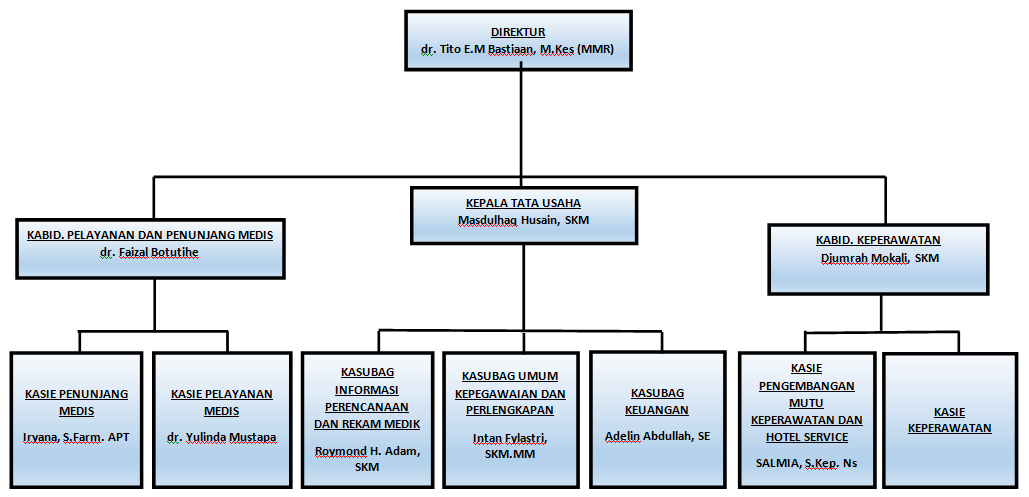 DIREKTUR
dr. Tito E.M Bastiaan, M.Kes (MMR)
KEPALA TATA USAHA
Masdulhaq Husain, SKM
KABID. PELAYANAN DAN PENUNJANG MEDIS
dr. Faizal Botutihe
KABID. KEPERAWATAN
Djumrah Mokali, SKM
KASIE PENUNJANG
MEDIS
Iryana, S.Farm. APT
KASIE PELAYANAN
MEDIS
dr. Yulinda Mustapa
KASUBAG
INFORMASI
PERENCANAAN
DAN REKAM MEDIK
Roymond H. Adam,
SKM
KASUBAG UMUM
KEPEGAWAIAN DAN
PERLENGKAPAN
Intan Fylastri,
SKM.MM
KASUBAG
KEUANGAN
Adelin Abdullah, SE
KASIE
PENGEMBANGAN
MUTU
KEPERAWATAN DAN
HOTEL SERVICE
SALMIA, S.Kep. Ns
KASIE
KEPERAWATAN